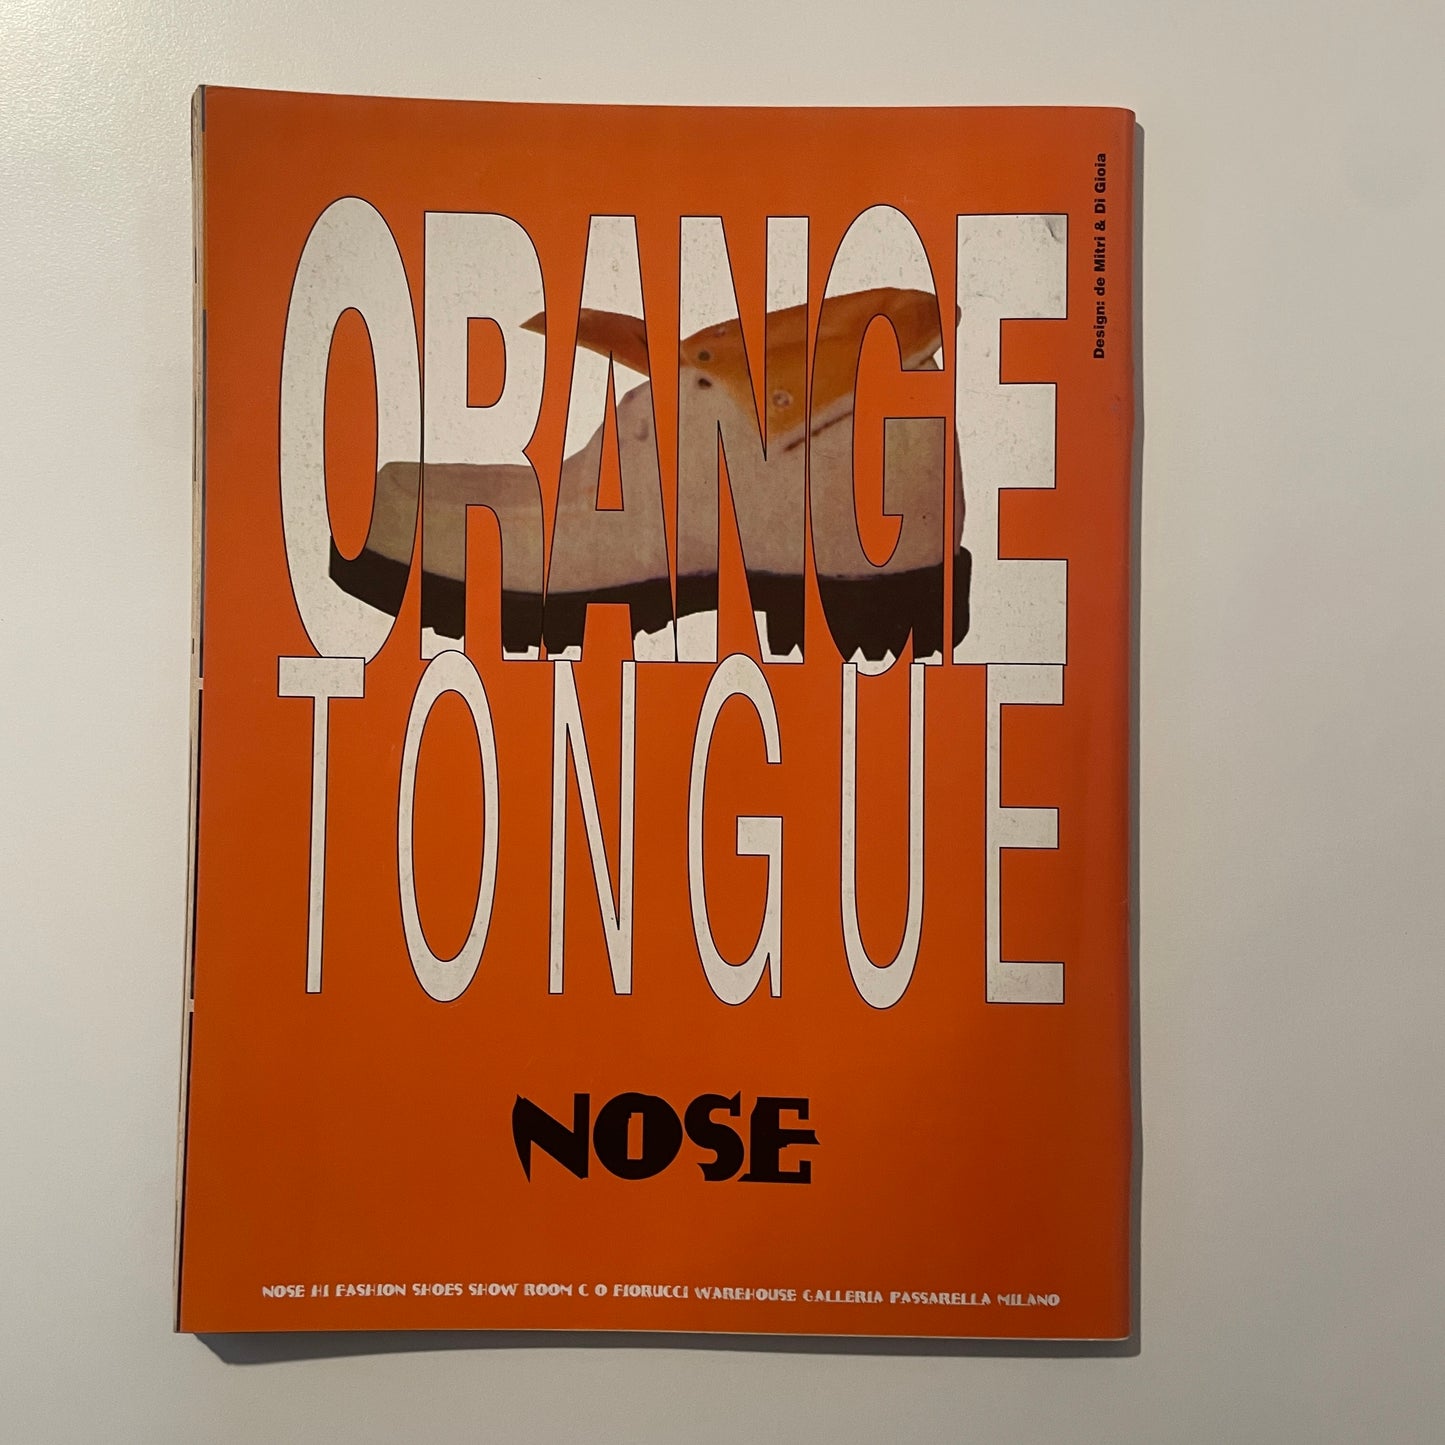 ORANGE
TONGUE
NOSE
NOSE HI FASHION SHOES SHOW ROOM C O FIORUCCI WAREHOUSE GALLERIA PASSARELLA MILANO
Design: de Mitri & Di Gioia